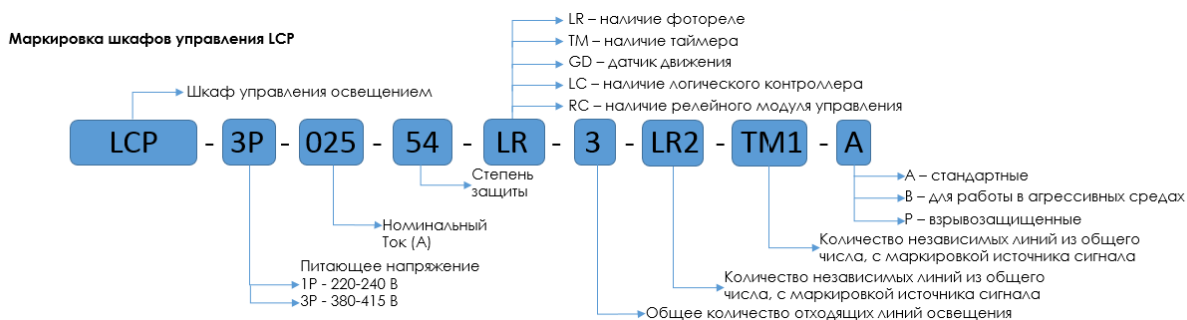 LR – наличие фотореле
Маркировка шкафов управления LCP
TM – наличие таймера
GD – датчик движения
LC – наличие логического контроллера
Шкаф управления освещением
RC – наличие релейного модуля управления
LCP - 3P - 025 - 54 - LR - 3 - LR2 - TM1 - A
Степень
защиты
A – стандартные
B – для работы в агрессивных средах
P – взрывозащищенные
Номинальный
Ток (А)
Количество независимых линий из общего
числа, с маркировкой источника сигнала
Питающее напряжение
1P - 220-240 В
3P - 380-415 В
Количество независимых линий из общего
числа, с маркировкой источника сигнала
Общее количество отходящих линий освещения